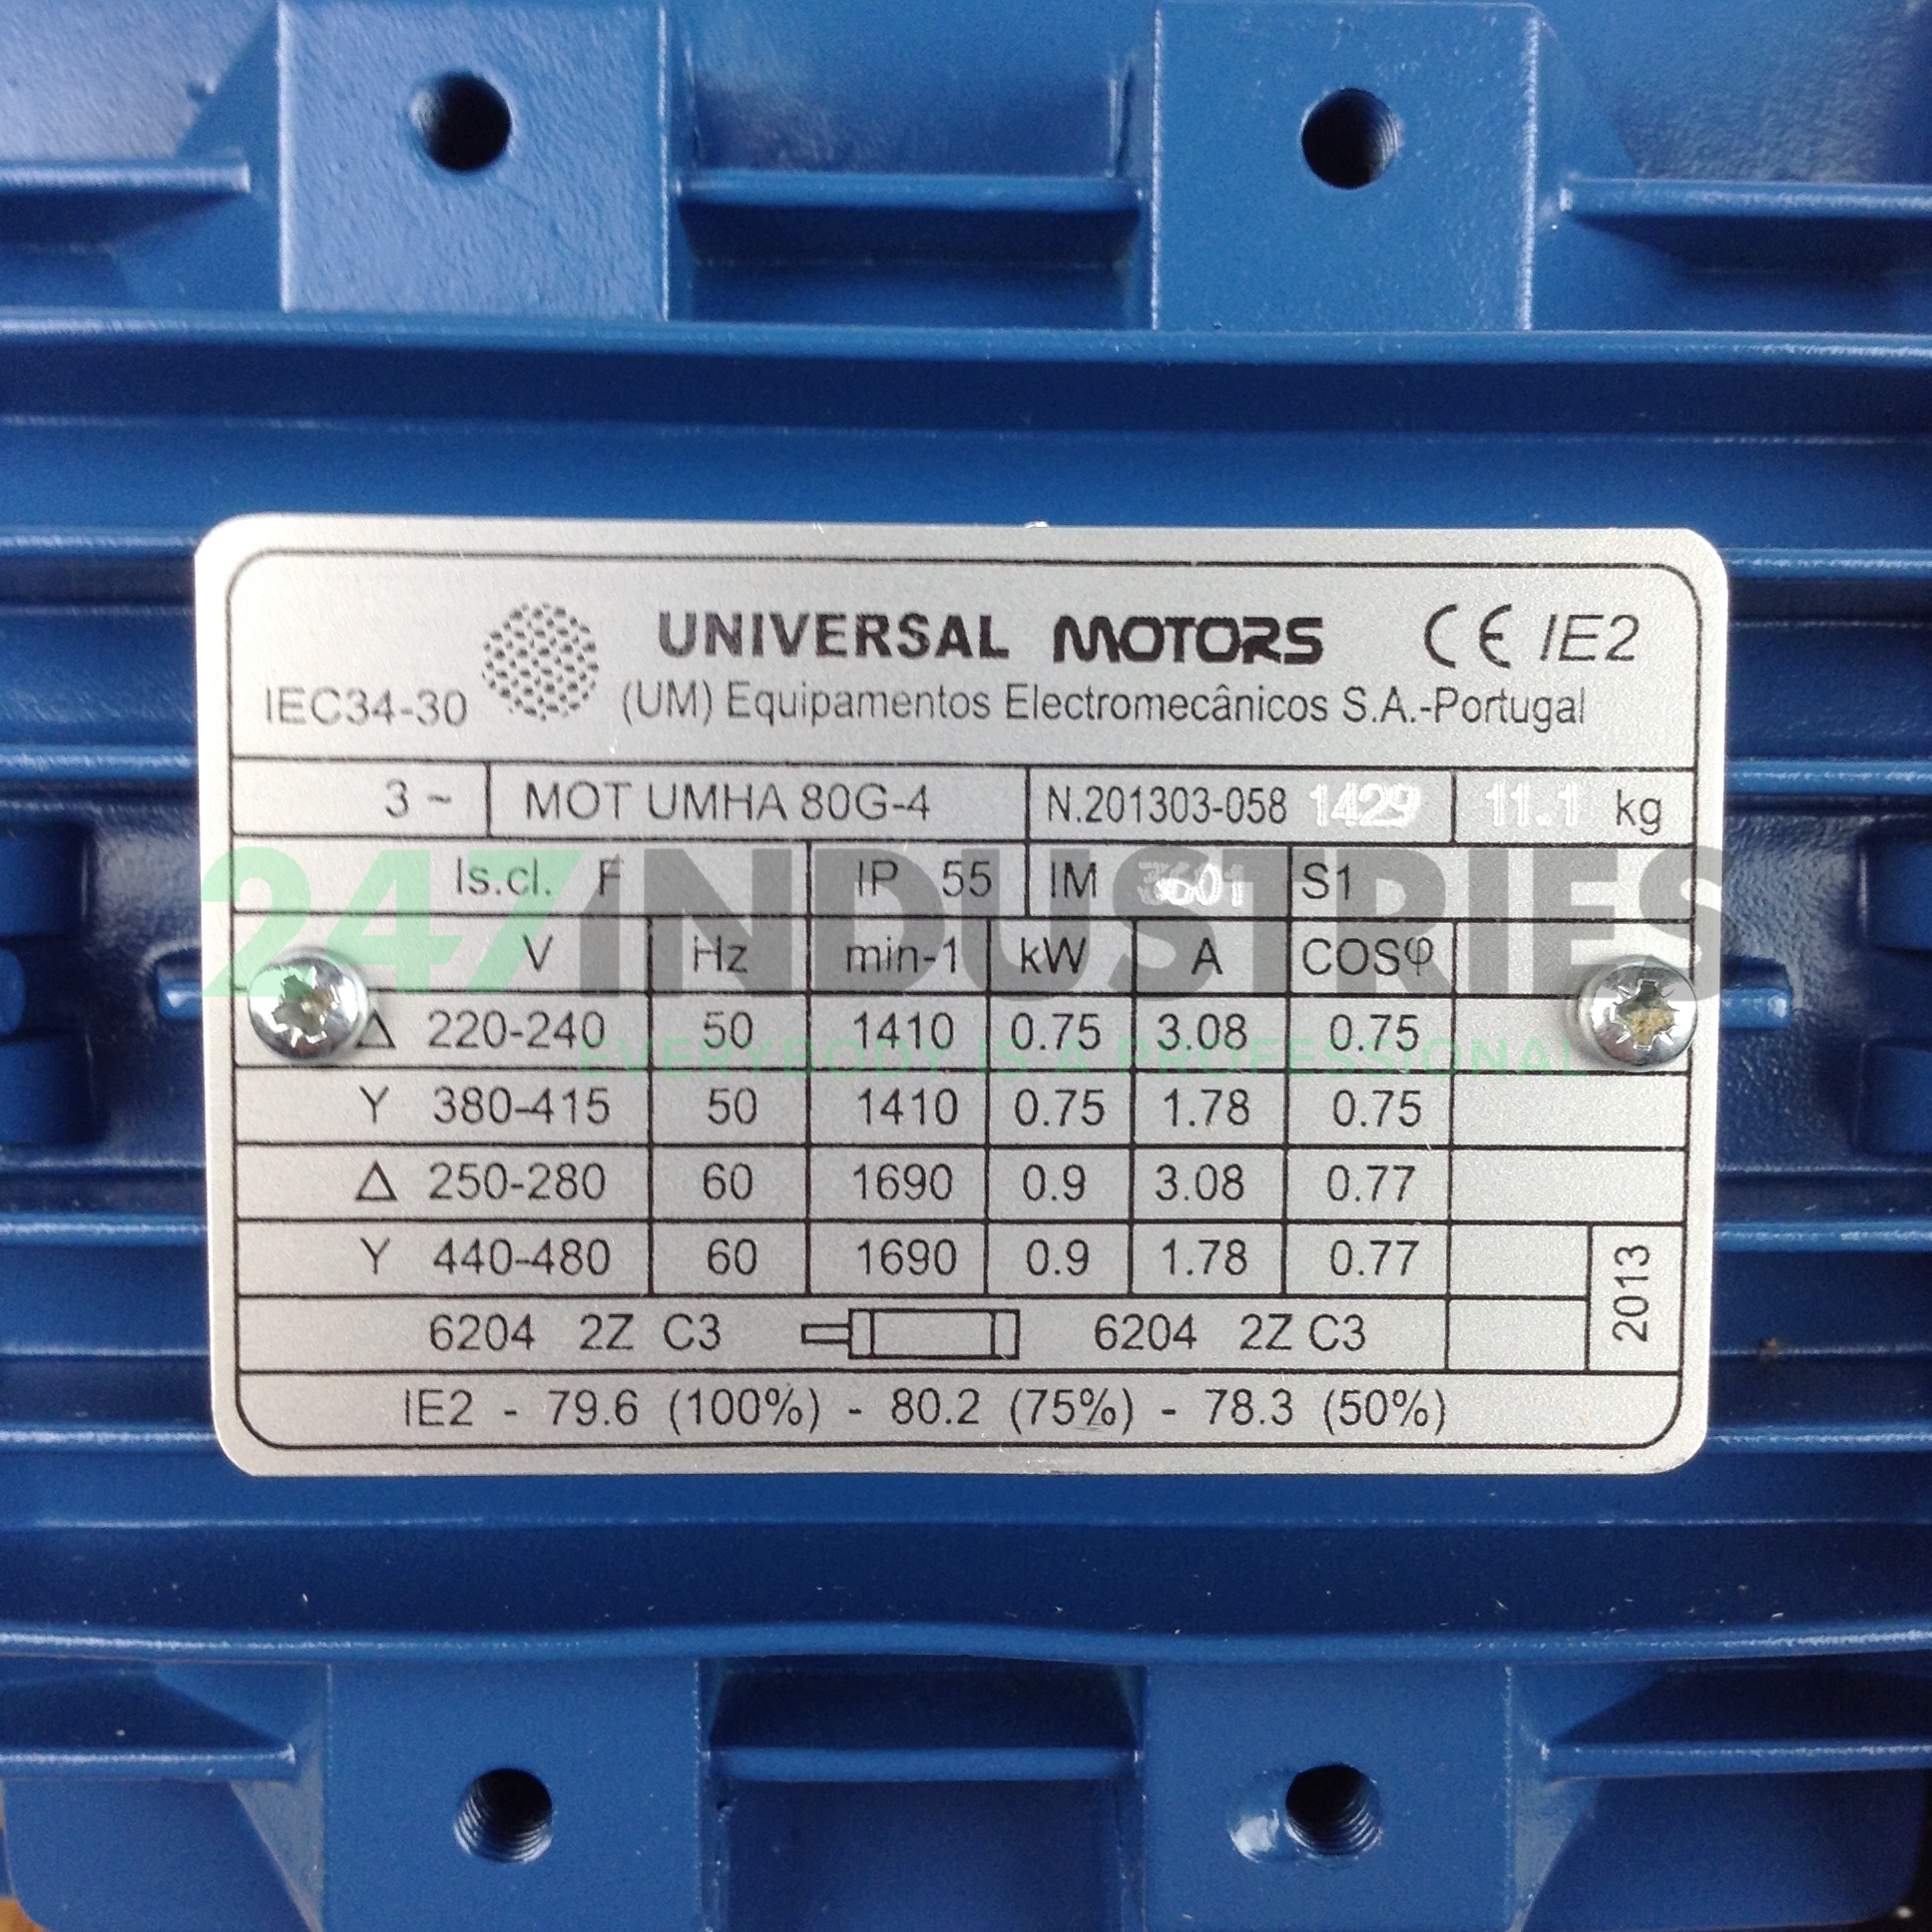 UNIVERSAL MOTORS CE IE2
IEC34-30 (UM) Equipamentos Electromecânicos S.A.-Portugal
3 ~ MOT UMHA 80G-4 N.201303-058 1429 11.1 kg
Is.cl. F IP 55 IM 3601 S1
247INDUSTRIES
V Hz min-1 kW A COSφ
Δ 220-240 50 1410 0.75 3.08 0.75
EVERYBODY IS A PROFESSIONAL
Y 380-415 50 1410 0.75 1.78 0.75
Δ 250-280 60 1690 0.9 3.08 0.77
Y 440-480 60 1690 0.9 1.78 0.77
2013
6204 2Z C3 6204 2Z C3
IE2 - 79.6 (100%) - 80.2 (75%) - 78.3 (50%)